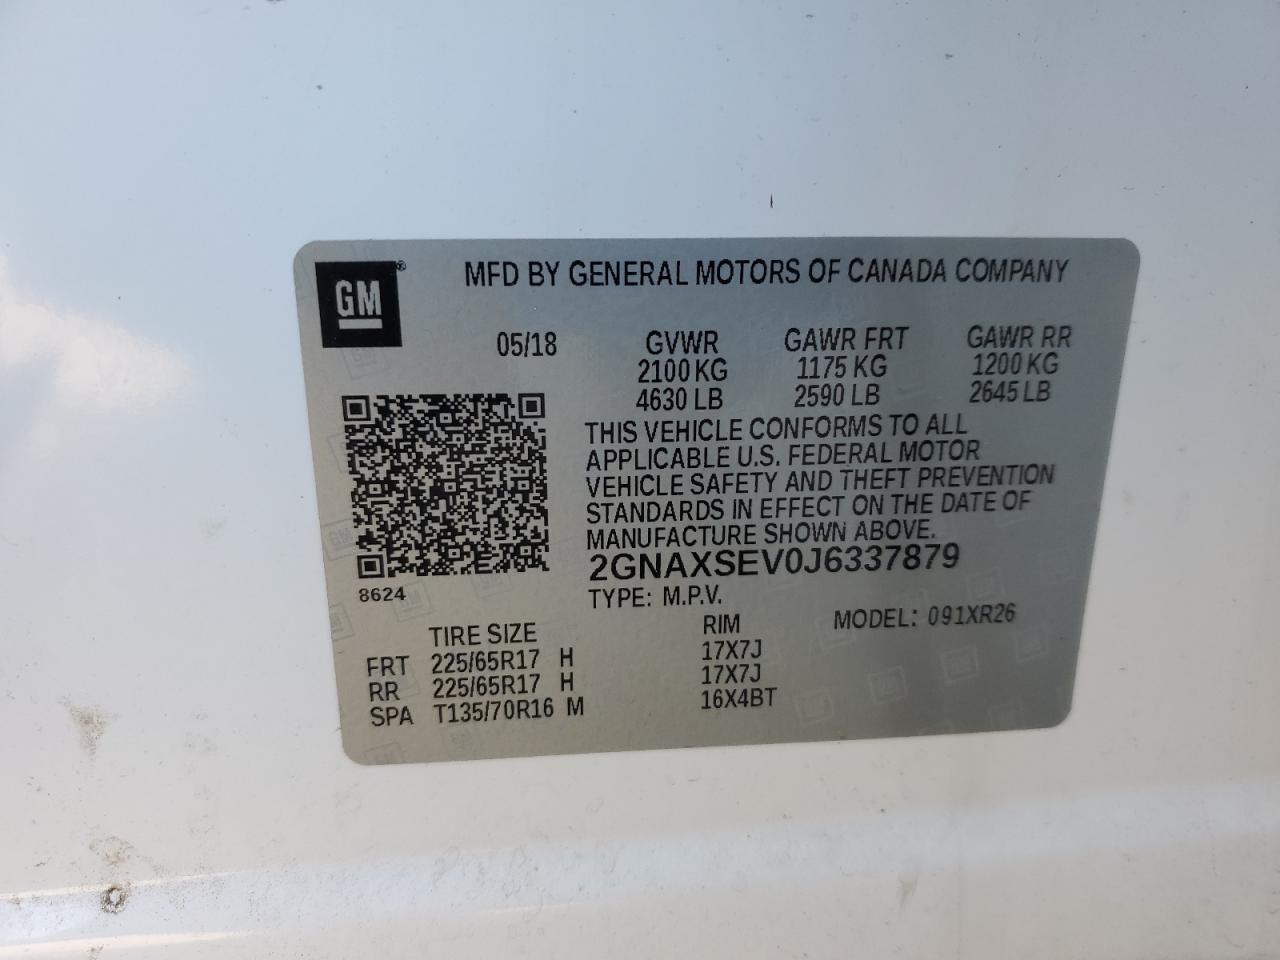 GM®
MFD BY GENERAL MOTORS OF CANADA COMPANY
05/18 GVWR GAWR FRT GAWR RR
2100 KG 1175 KG 1200 KG
4630 LB 2590 LB 2645 LB
THIS VEHICLE CONFORMS TO ALL
APPLICABLE U.S. FEDERAL MOTOR
VEHICLE SAFETY AND THEFT PREVENTION
STANDARDS IN EFFECT ON THE DATE OF
MANUFACTURE SHOWN ABOVE.
2GNAXSEV0J6337879
8624
TYPE: M.P.V.
MODEL: 091XR26
TIRE SIZE RIM
FRT 225/65R17 H 17X7J
RR 225/65R17 H 17X7J
SPA T135/70R16 M 16X4BT